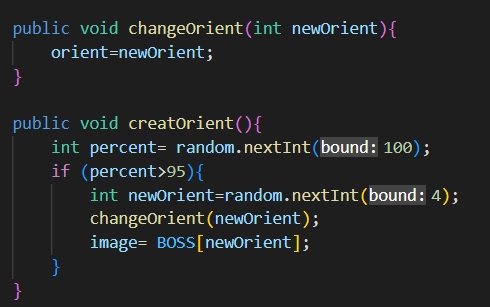 public void changeOrient(int newOrient){
    orient=newOrient;
}
public void creatOrient(){
    int percent= random.nextInt(bound: 100);
    if (percent>95){
        int newOrient=random.nextInt(bound: 4);
        changeOrient(newOrient);
        image= BOSS[newOrient];
    }
}